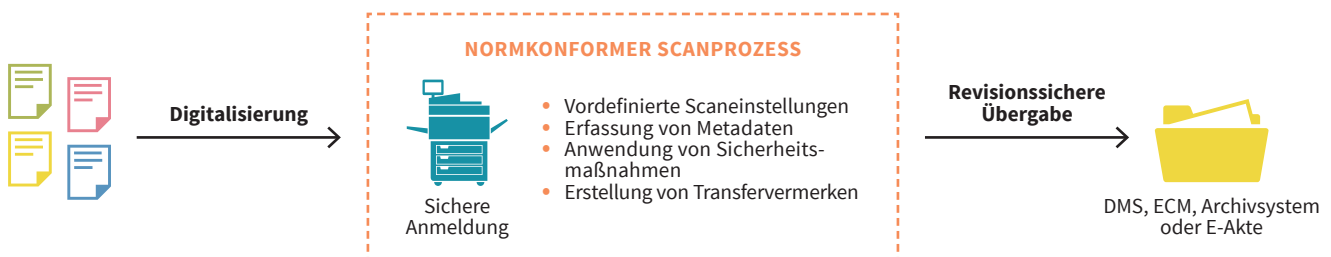 Digitalisierung
NORMKONFORMER SCANPROZESS
Sichere
Anmeldung
• Vordefinierte Scaneinstellungen
• Erfassung von Metadaten
• Anwendung von Sicherheits-
maßnahmen
• Erstellung von Transfervermerken
Revisionssichere
Übergabe
DMS, ECM, Archivsystem
oder E-Akte